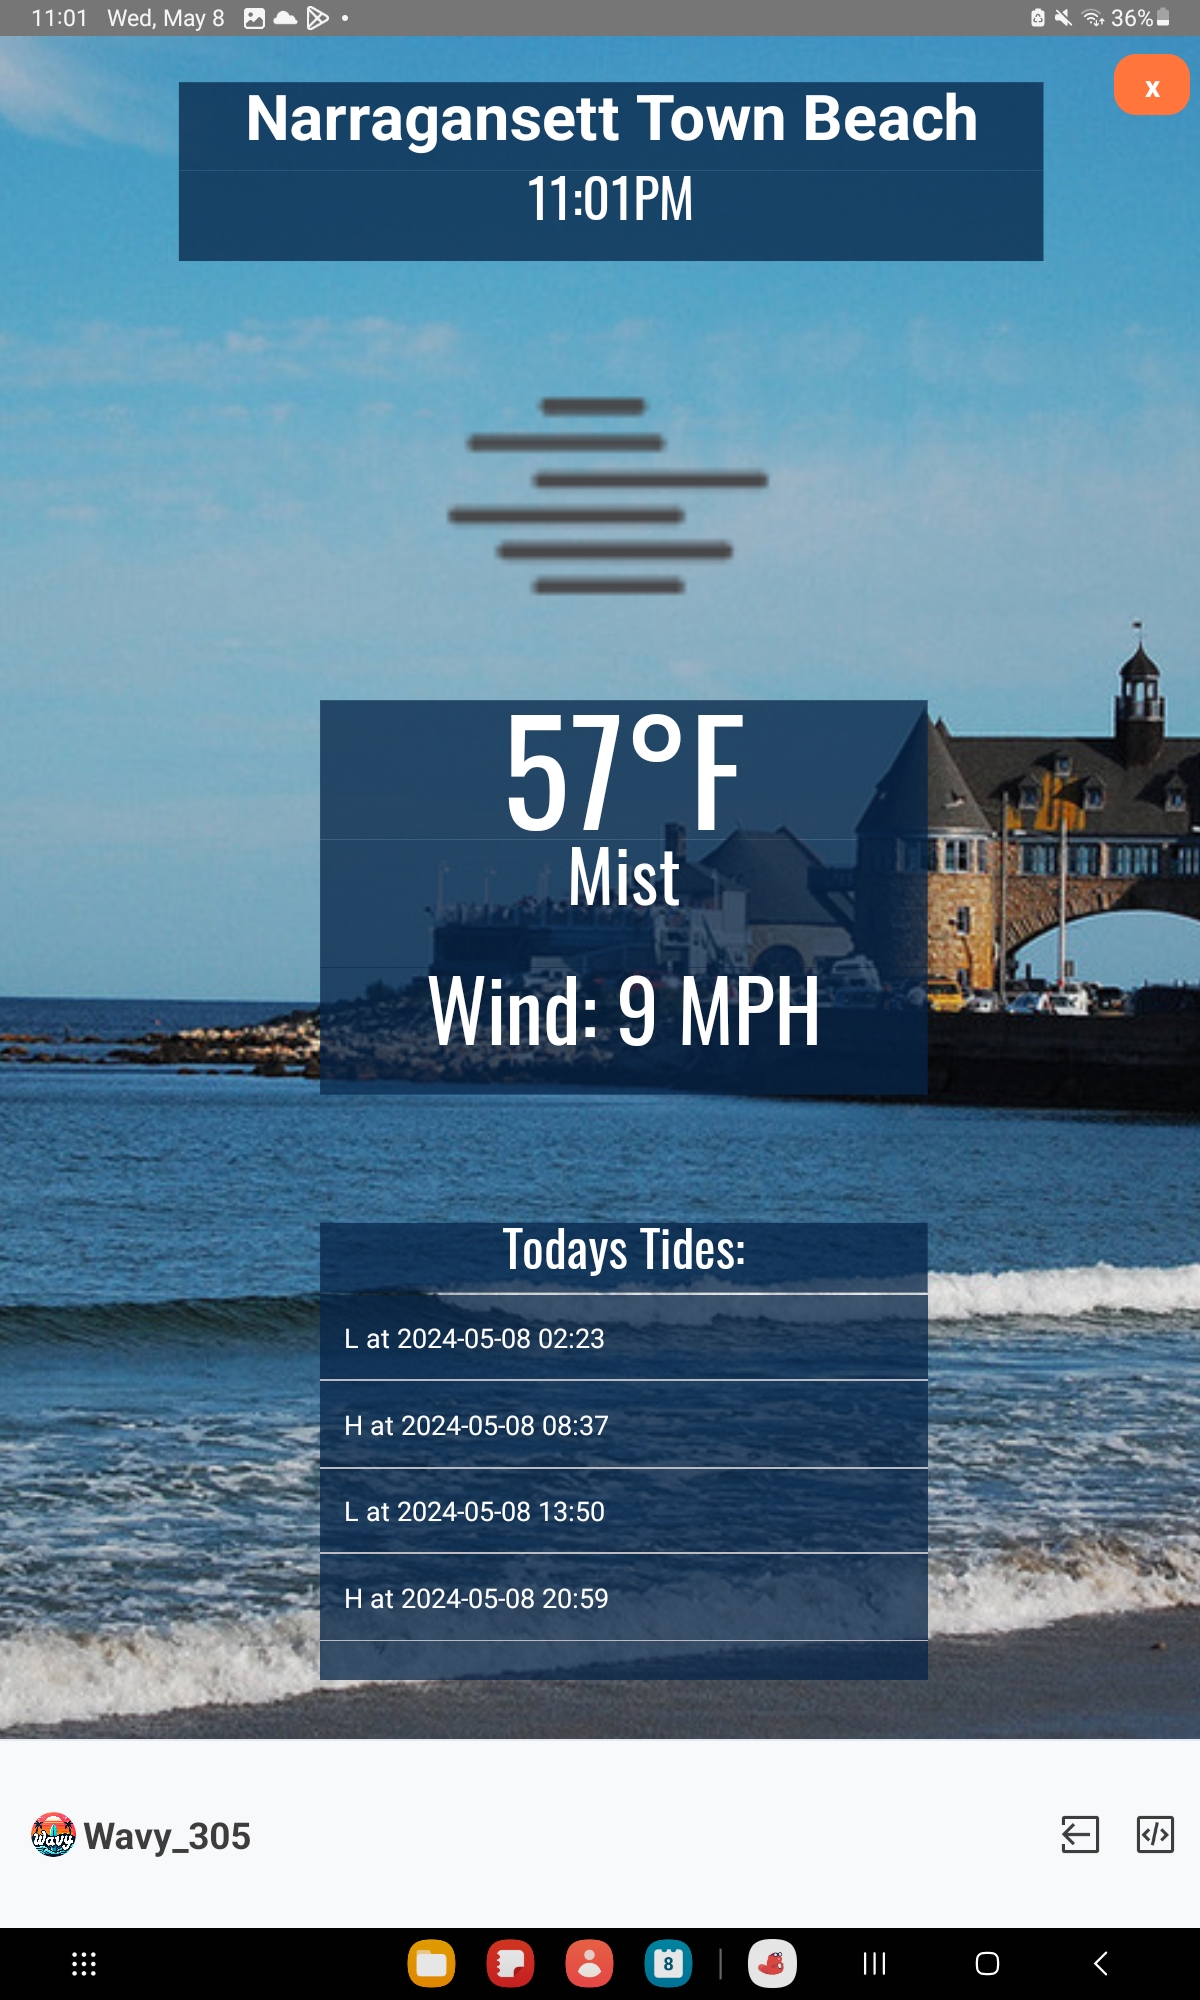 11:01 Wed, May 8
36%
x
Narragansett Town Beach
11:01PM
57°F
Mist
Wind: 9 MPH
Todays Tides:
L at 2024-05-08 02:23
H at 2024-05-08 08:37
L at 2024-05-08 13:50
H at 2024-05-08 20:59
Wavy
Wavy_305
8